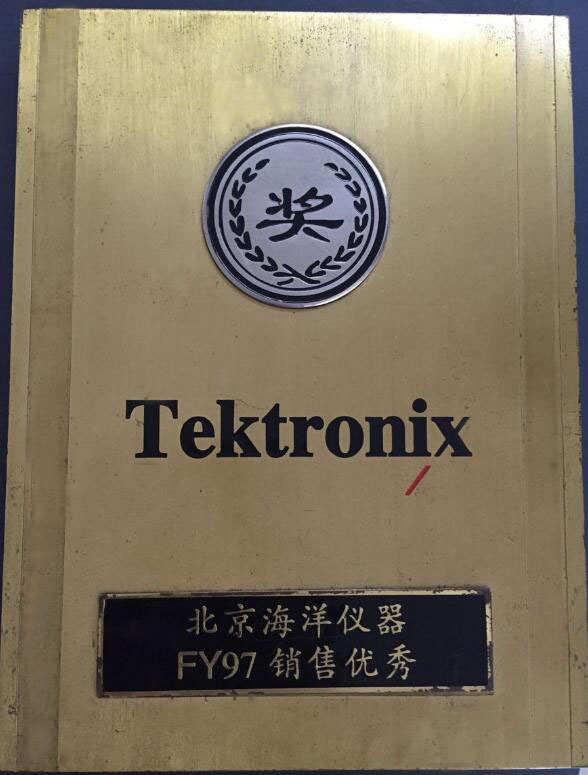 奖
Tektronix
北京海洋仪器
FY97 销售优秀